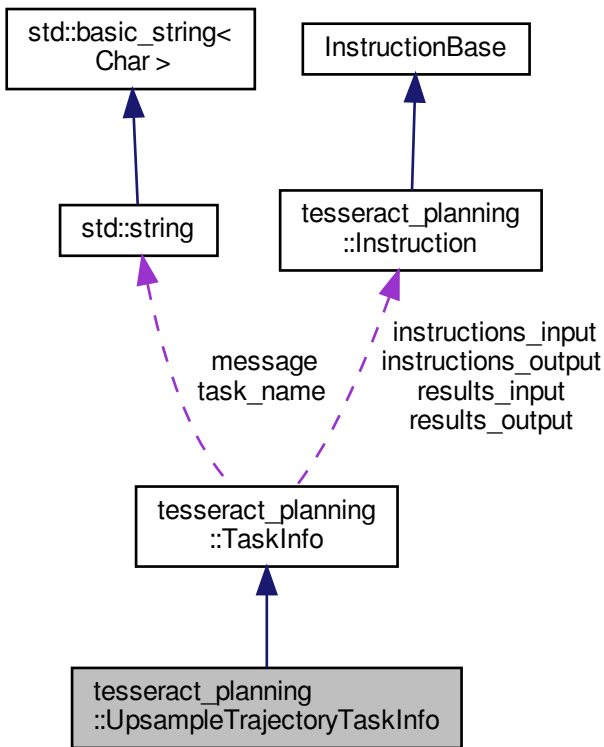 std::basic_string<
Char >
InstructionBase
std::string
tesseract_planning
::Instruction
message
task_name
instructions_input
instructions_output
results_input
results_output
tesseract_planning
::TaskInfo
tesseract_planning
::UpsampleTrajectoryTaskInfo